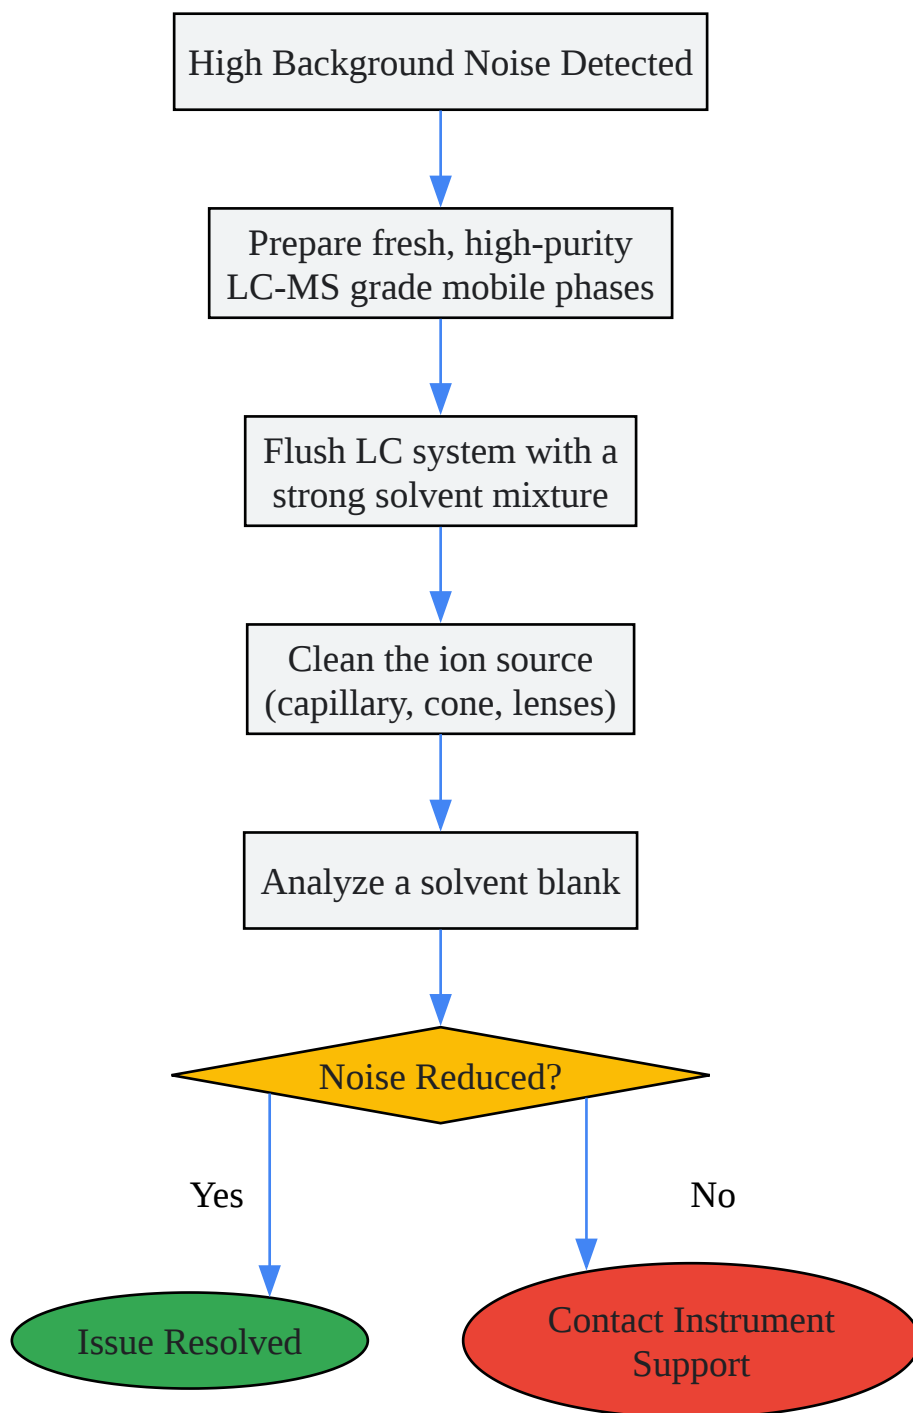 High Background Noise Detected
Prepare fresh, high-purity
LC-MS grade mobile phases
Flush LC system with a
strong solvent mixture
Clean the ion source
(capillary, cone, lenses)
Analyze a solvent blank
Noise Reduced?
Yes
No
Issue Resolved
Contact Instrument
Support